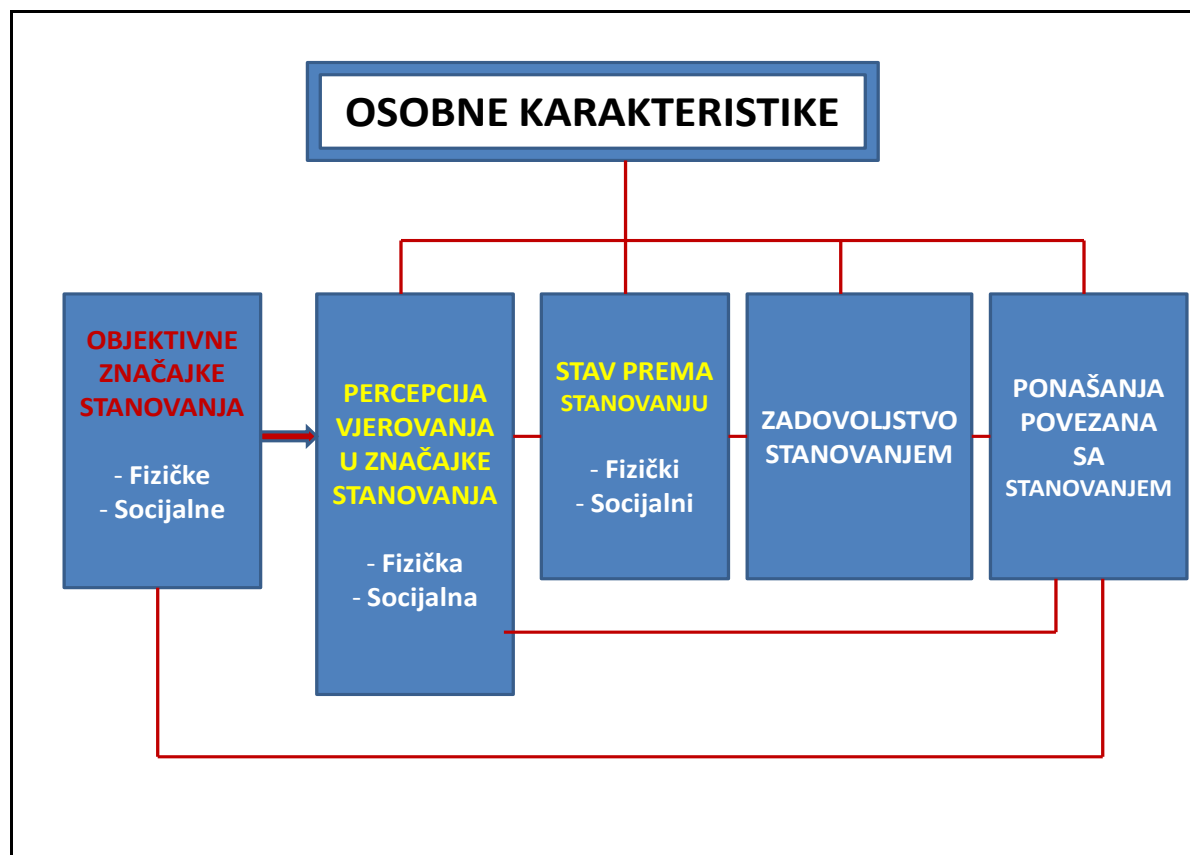 OSOBNE KARAKTERISTIKE
OBJEKTIVNE
ZNAČAJKE
STANOVANJA
- Fizičke
- Socijalne
PERCEPCIJA
VJEROVANJA
U ZNAČAJKE
STANOVANJA
- Fizička
- Socijalna
STAV PREMA
STANOVANJU
- Fizički
- Socijalni
ZADOVOLJSTVO
STANOVANJEM
PONAŠANJA
POVEZANA
SA
STANOVANJEM